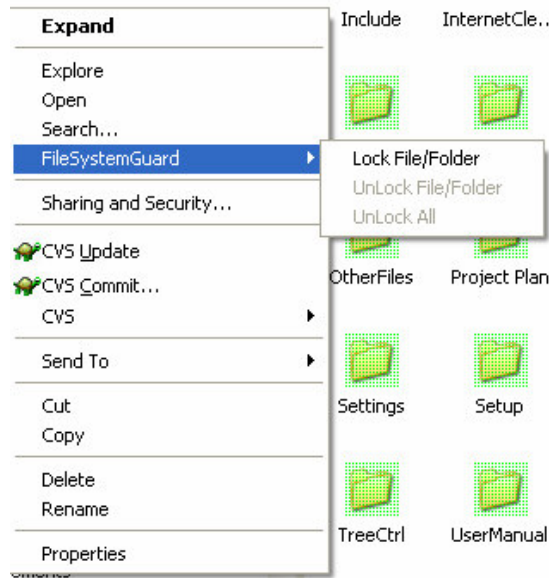 Expand
Explore
Open
Search...
FileSystemGuard
Sharing and Security...
CVS Update
CVS Commit...
CVS
Send To
Cut
Copy
Delete
Rename
Properties
Lock File/Folder
UnLock File/Folder
UnLock All
Include
InternetCle...
OtherFiles
Project Plan
Settings
Setup
TreeCtrl
UserManual